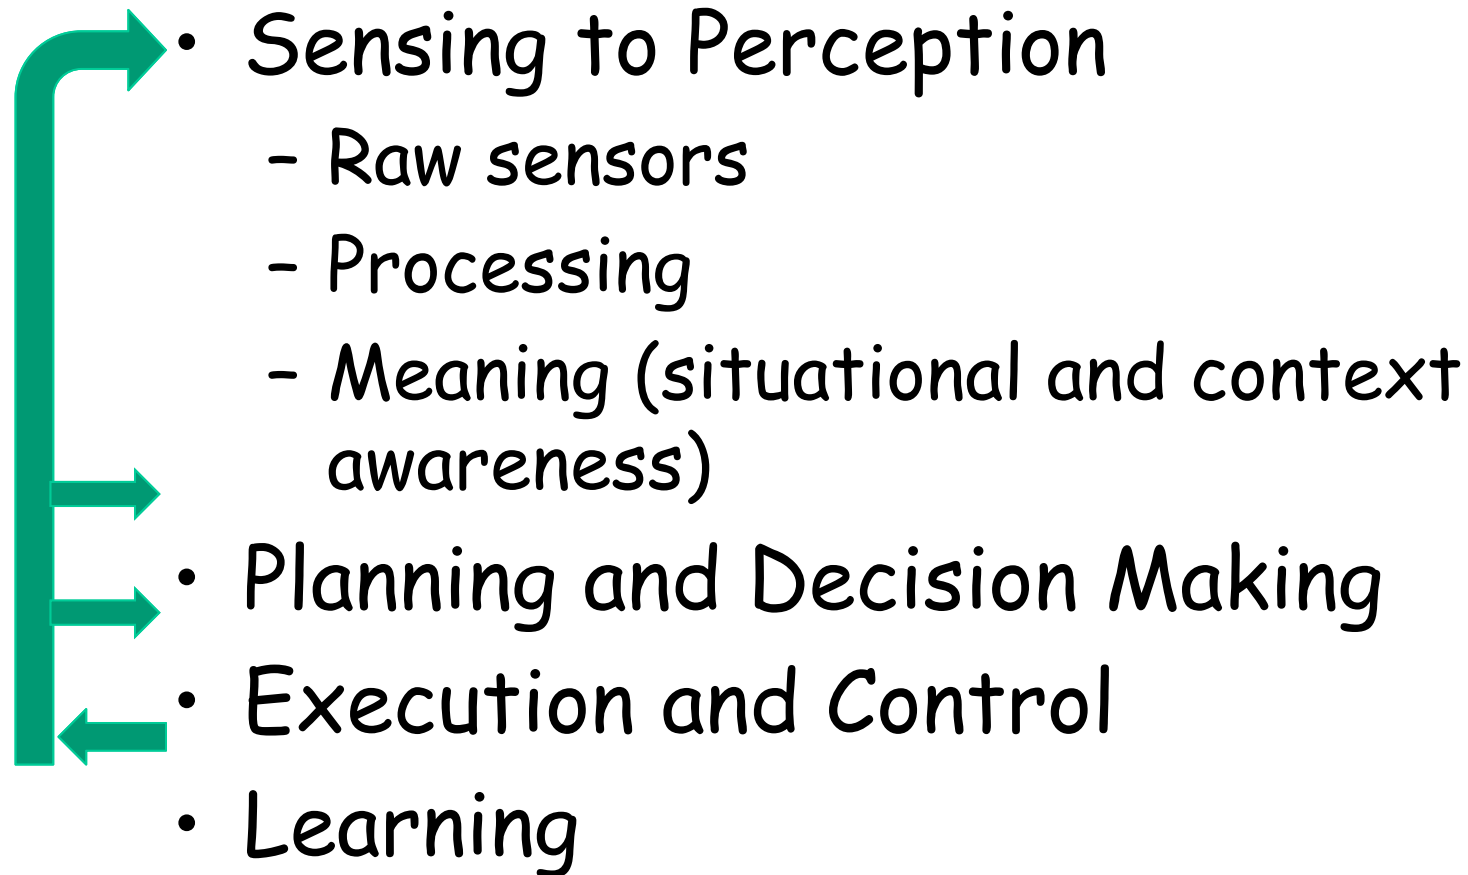 • Sensing to Perception
– Raw sensors
– Processing
– Meaning (situational and context
awareness)
• Planning and Decision Making
• Execution and Control
• Learning